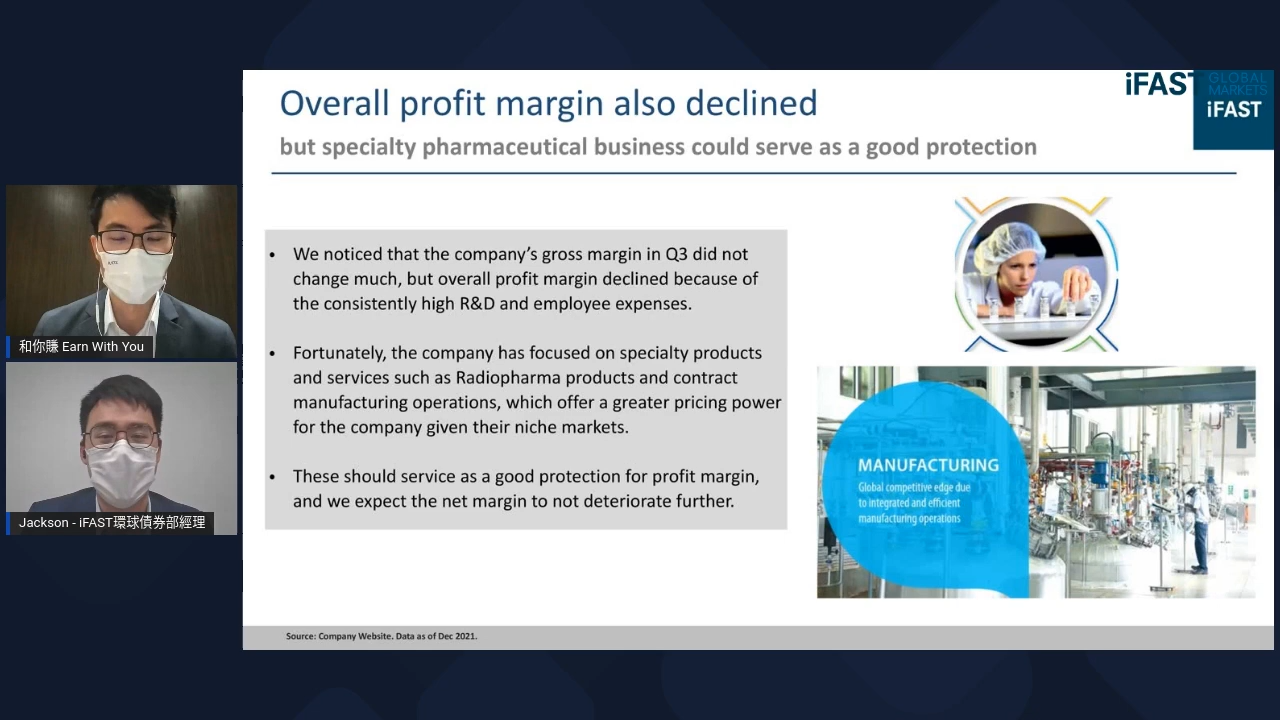 Overall profit margin also declined
but specialty pharmaceutical business could serve as a good protection
iFAST
GLOBAL
MARKETS
iFAST
• We noticed that the company's gross margin in Q3 did not
change much, but overall profit margin declined because of
the consistently high R&D and employee expenses.
• Fortunately, the company has focused on specialty products
and services such as Radiopharma products and contract
manufacturing operations, which offer a greater pricing power
for the company given their niche markets.
• These should service as a good protection for profit margin,
and we expect the net margin to not deteriorate further.
MANUFACTURING
Global competitive edge due
to integrated and efficient
manufacturing operations
和你賺 Earn With You
Jackson - iFAST環球債券部經理
Source: Company Website. Data as of Dec 2021.